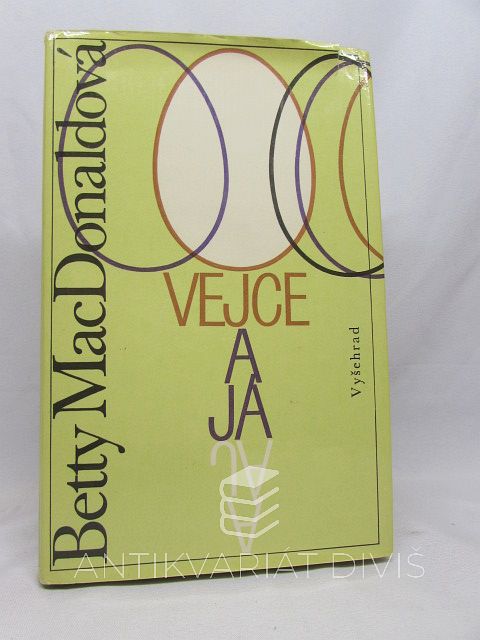 Betty MacDonaldová
VEJCE
A
JÁ
Vyšehrad
ANTIKVARIÁT DIVIŠ